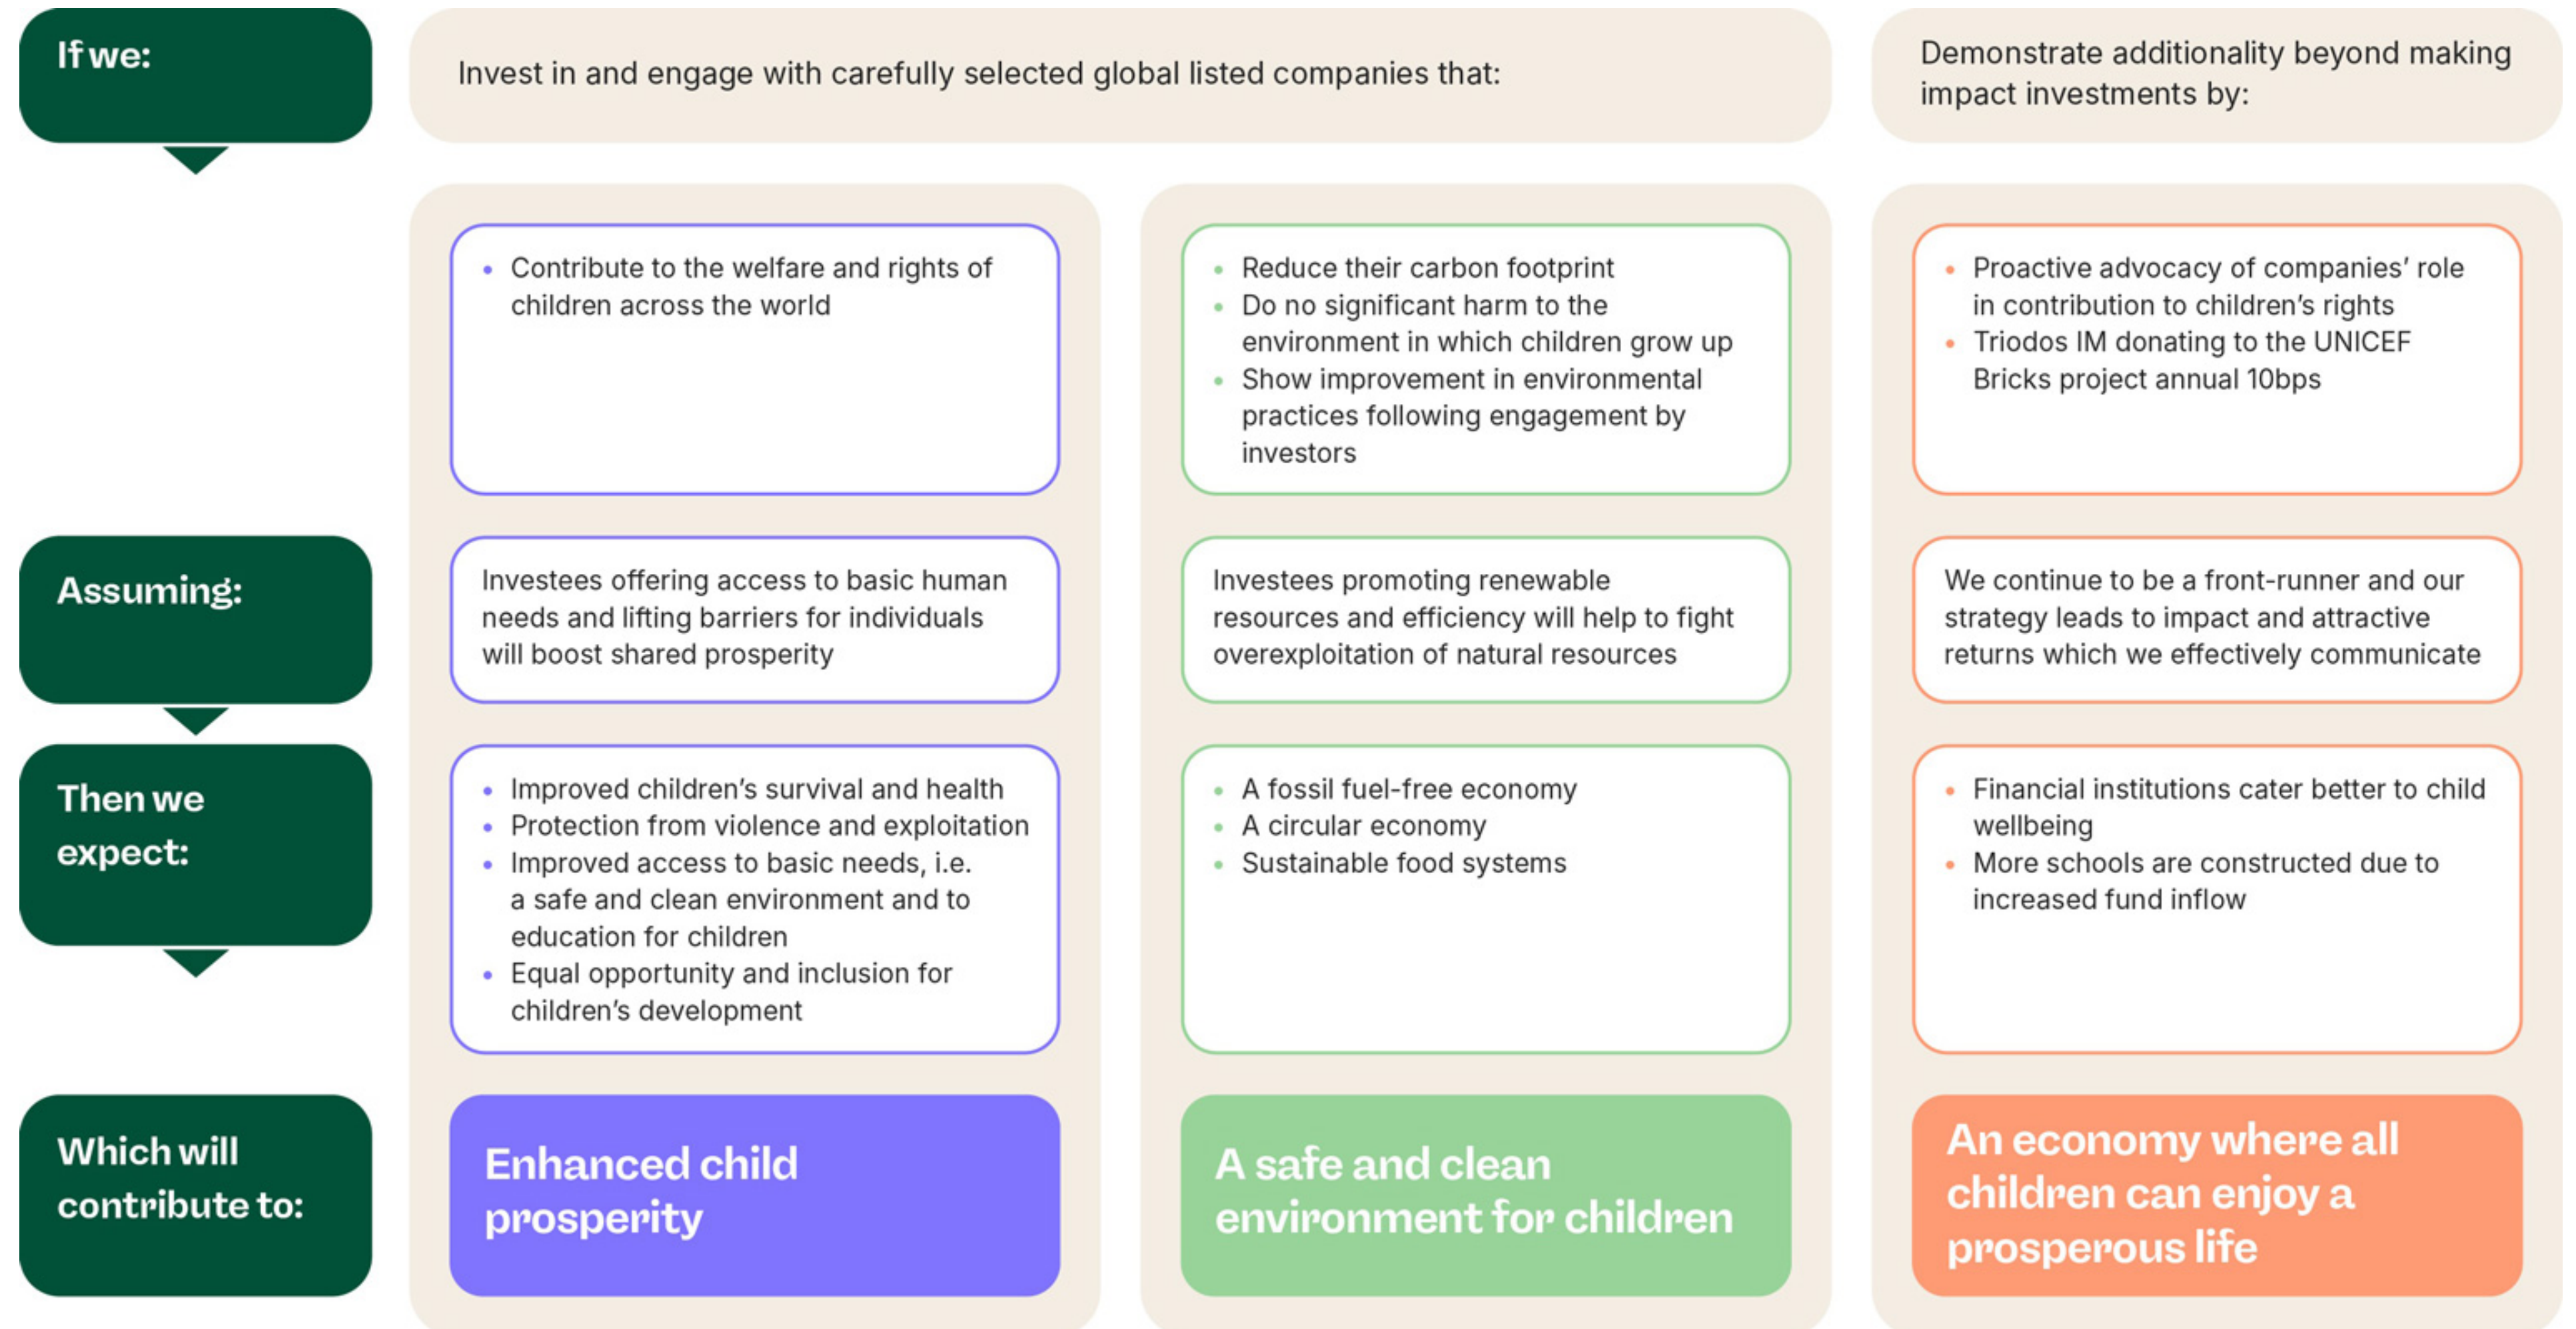 If we:
Invest in and engage with carefully selected global listed companies that:
Demonstrate additionality beyond making
impact investments by:
• Contribute to the welfare and rights of
children across the world
• Reduce their carbon footprint
• Do no significant harm to the
environment in which children grow up
• Show improvement in environmental
practices following engagement by
investors
• Proactive advocacy of companies’ role
in contribution to children’s rights
• Triodos IM donating to the UNICEF
Bricks project annual 10bps
Assuming:
Investees offering access to basic human
needs and lifting barriers for individuals
will boost shared prosperity
Investees promoting renewable
resources and efficiency will help to fight
overexploitation of natural resources
We continue to be a front-runner and our
strategy leads to impact and attractive
returns which we effectively communicate
Then we
expect:
• Improved children’s survival and health
• Protection from violence and exploitation
• Improved access to basic needs, i.e.
a safe and clean environment and to
education for children
• Equal opportunity and inclusion for
children’s development
• A fossil fuel-free economy
• A circular economy
• Sustainable food systems
• Financial institutions cater better to child
wellbeing
• More schools are constructed due to
increased fund inflow
Which will
contribute to:
Enhanced child
prosperity
A safe and clean
environment for children
An economy where all
children can enjoy a
prosperous life